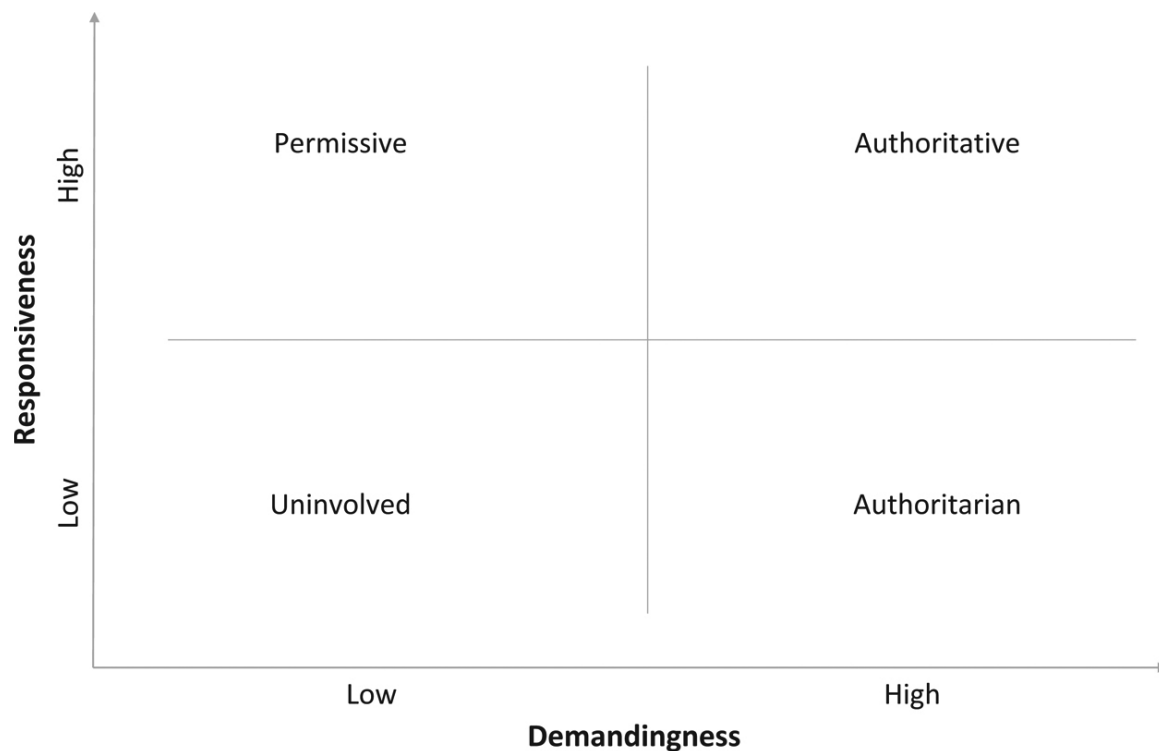 Permissive
Authoritative
High
Responsiveness
Low
Uninvolved
Authoritarian
Low
High
Demandingness